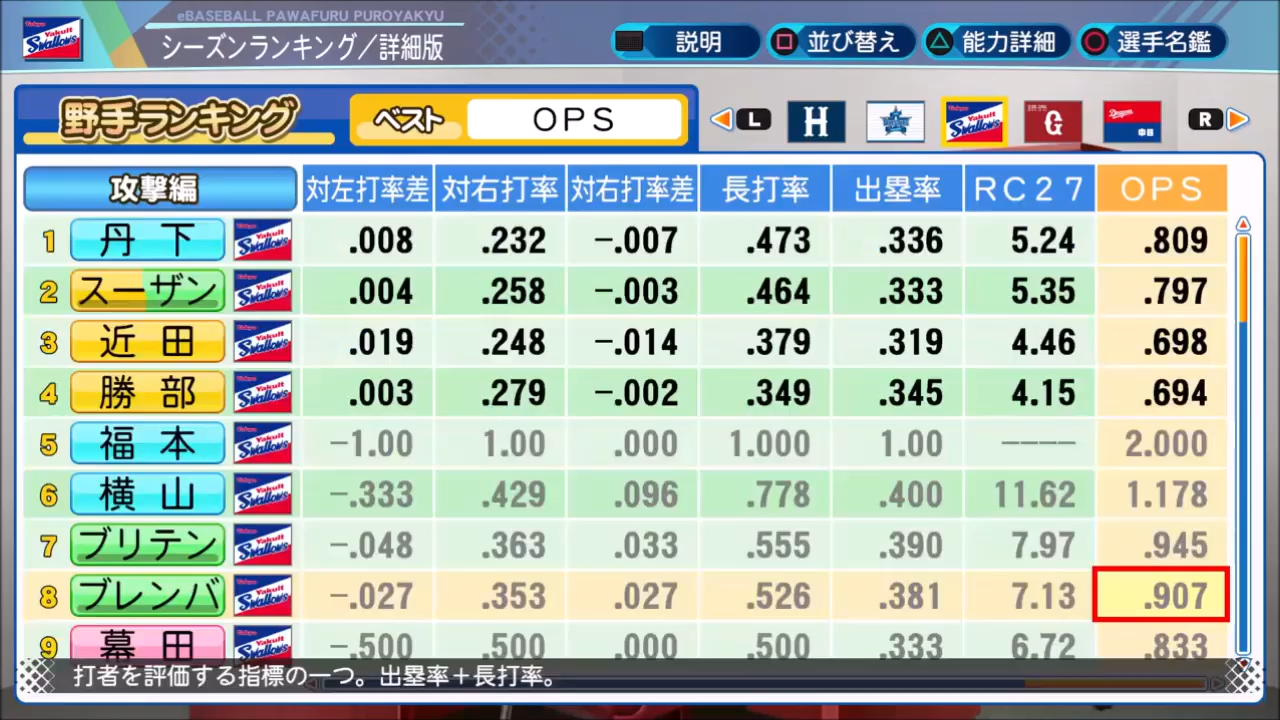 eBASEBALL PAWAFURU PUROYAKYU
シーズンランキング／詳細版
説明 並び替え 能力詳細 選手名鑑
野手ランキング ベスト OPS L R
攻撃編 対左打率差 対右打率 対右打率差 長打率 出塁率 RC27 OPS
1 丹下 .008 .232 -.007 .473 .336 5.24 .809
2 スーザン .004 .258 -.003 .464 .333 5.35 .797
3 近田 .019 .248 -.014 .379 .319 4.46 .698
4 勝部 .003 .279 -.002 .349 .345 4.15 .694
5 福本 -1.00 1.00 .000 1.000 1.00 ---- 2.000
6 横山 -.333 .429 .096 .778 .400 11.62 1.178
7 ブリテン -.048 .363 .033 .555 .390 7.97 .945
8 ブレンバ -.027 .353 .027 .526 .381 7.13 .907
9 幕田 -.500 .500 .000 .500 .333 6.72 .833
打者を評価する指標の一つ。出塁率＋長打率。